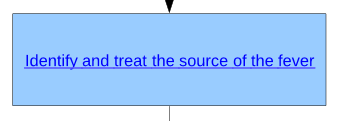 Identify and treat the source of the fever